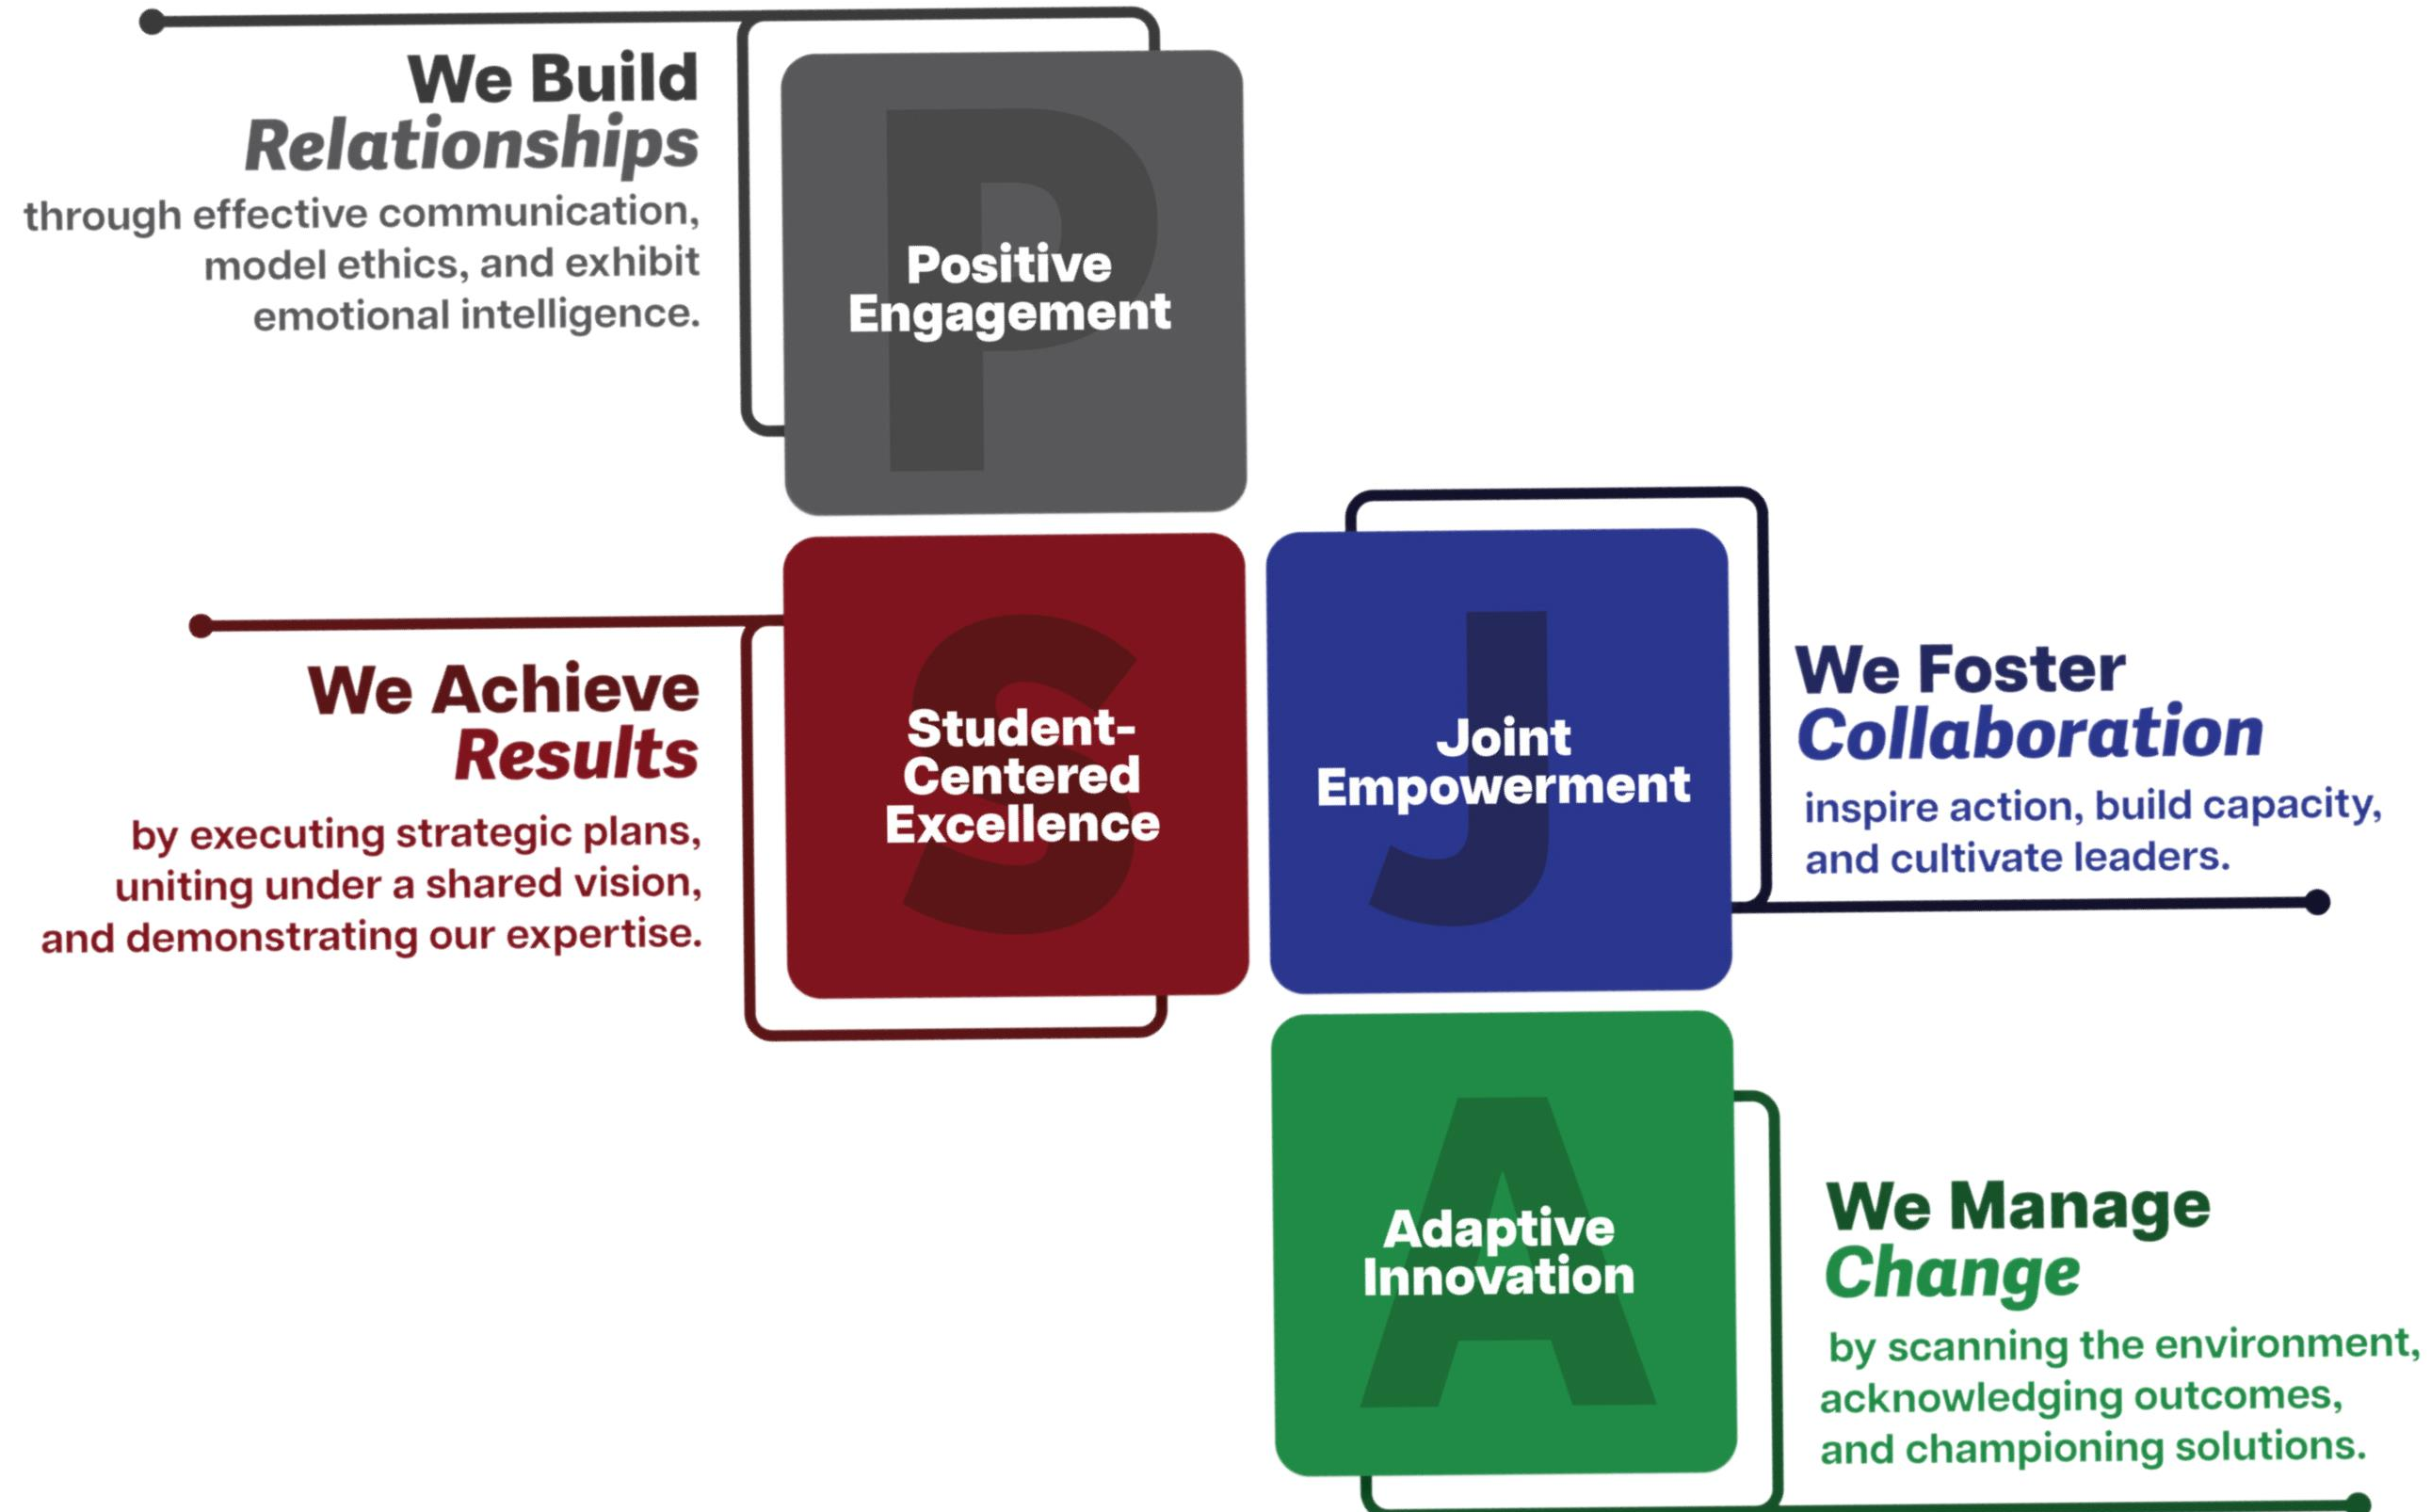 We Build
Relationships
through effective communication,
model ethics, and exhibit
emotional intelligence.
P
Positive
Engagement
We Achieve
Results
by executing strategic plans,
uniting under a shared vision,
and demonstrating our expertise.
S
Student-
Centered
Excellence
J
Joint
Empowerment
We Foster
Collaboration
inspire action, build capacity,
and cultivate leaders.
A
Adaptive
Innovation
We Manage
Change
by scanning the environment,
acknowledging outcomes,
and championing solutions.